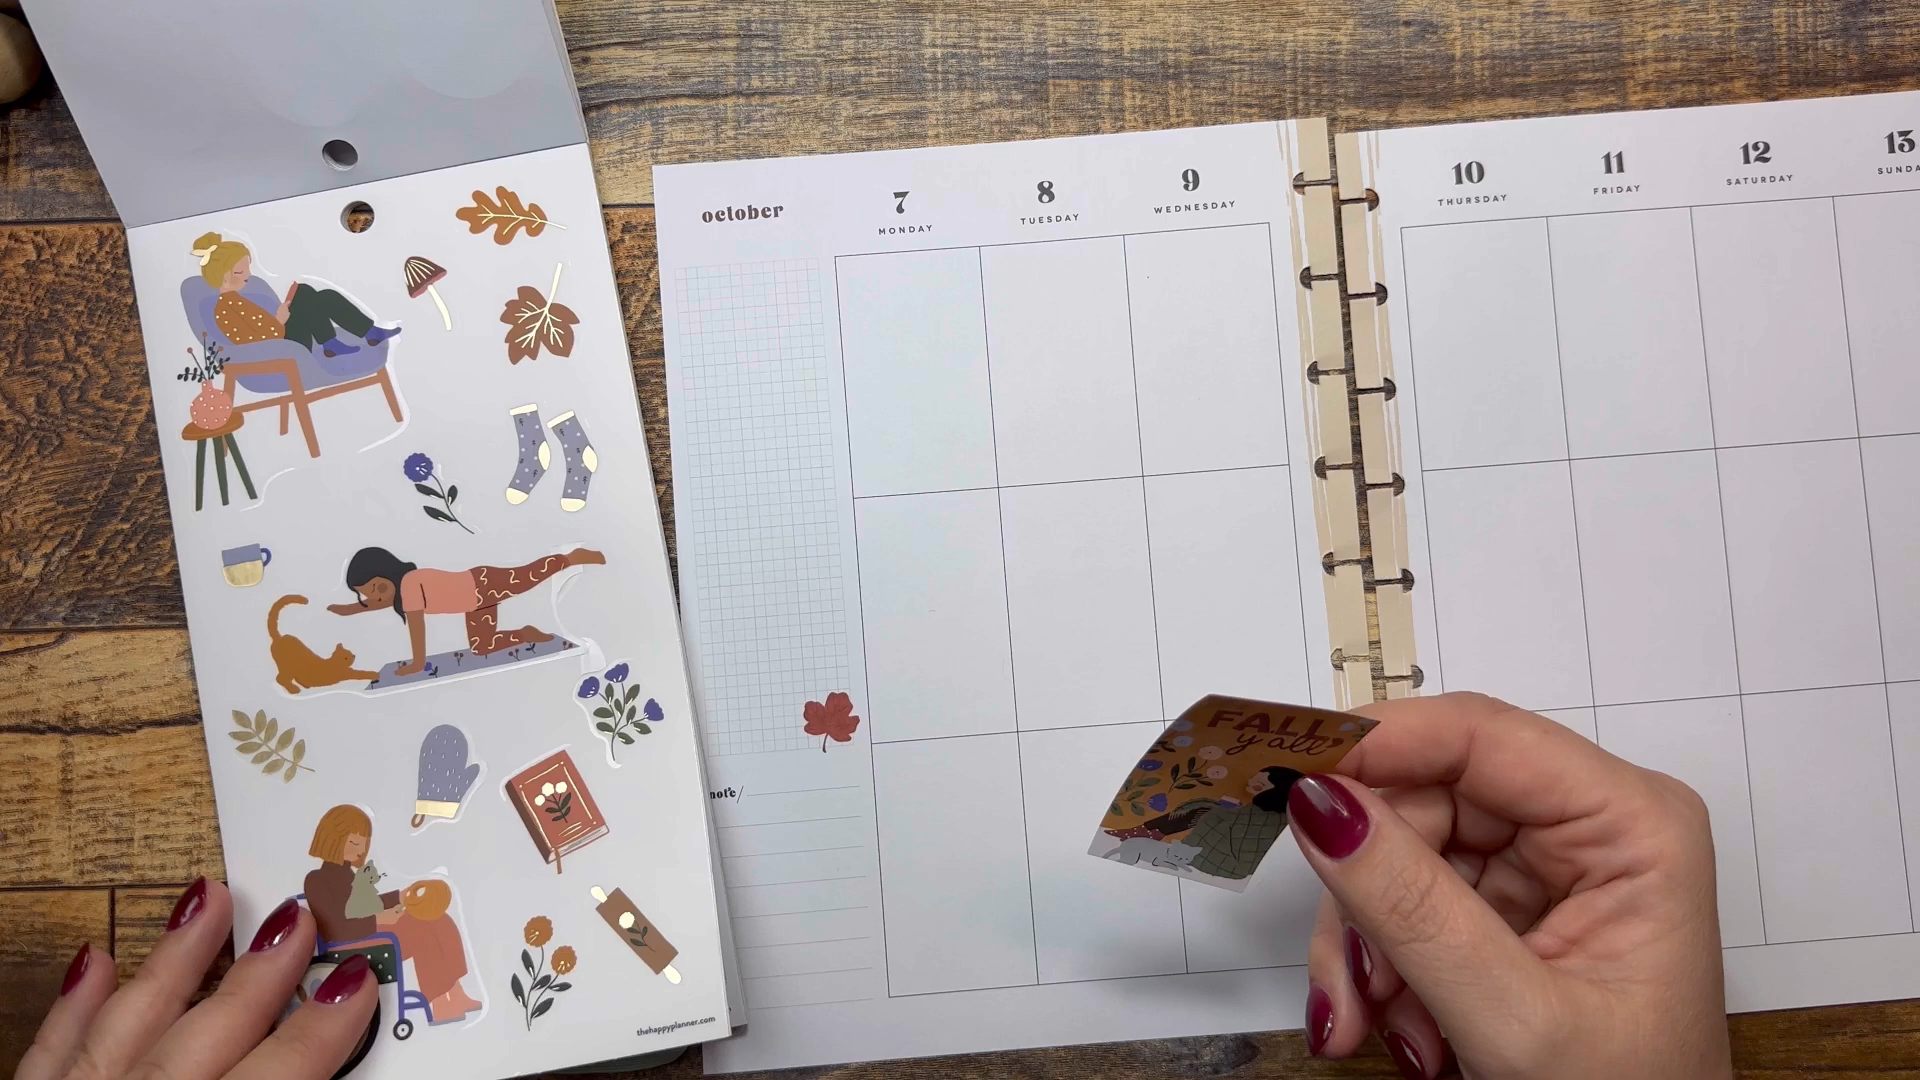 october
7
MONDAY
8
TUESDAY
9
WEDNESDAY
10
THURSDAY
11
FRIDAY
12
SATURDAY
13
note/
FALL
y'all
thehappyplanner.com